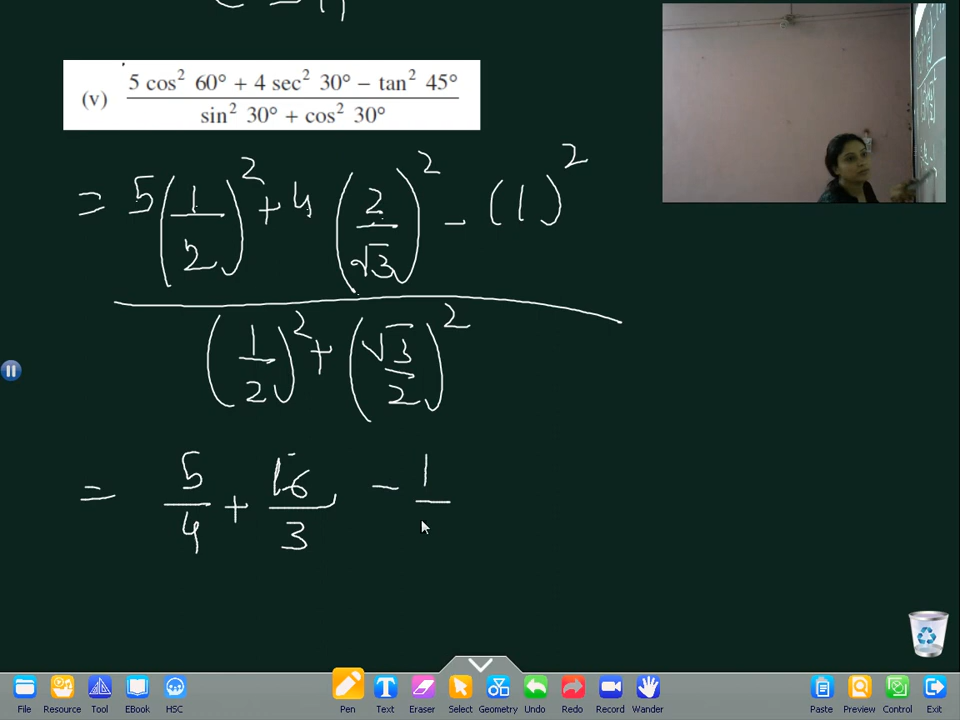 (v) 5 cos² 60° + 4 sec² 30° – tan² 45° / sin² 30° + cos² 30°
= 5(1/2)² + 4(2/√3)² – (1)²
(1/2)² + (√3/2)²
= 5/4 + 16/3 – 1/
File Resource Tool EBook HSC Pen Text Eraser Select Geometry Undo Redo Record Wander Paste Preview Control Exit